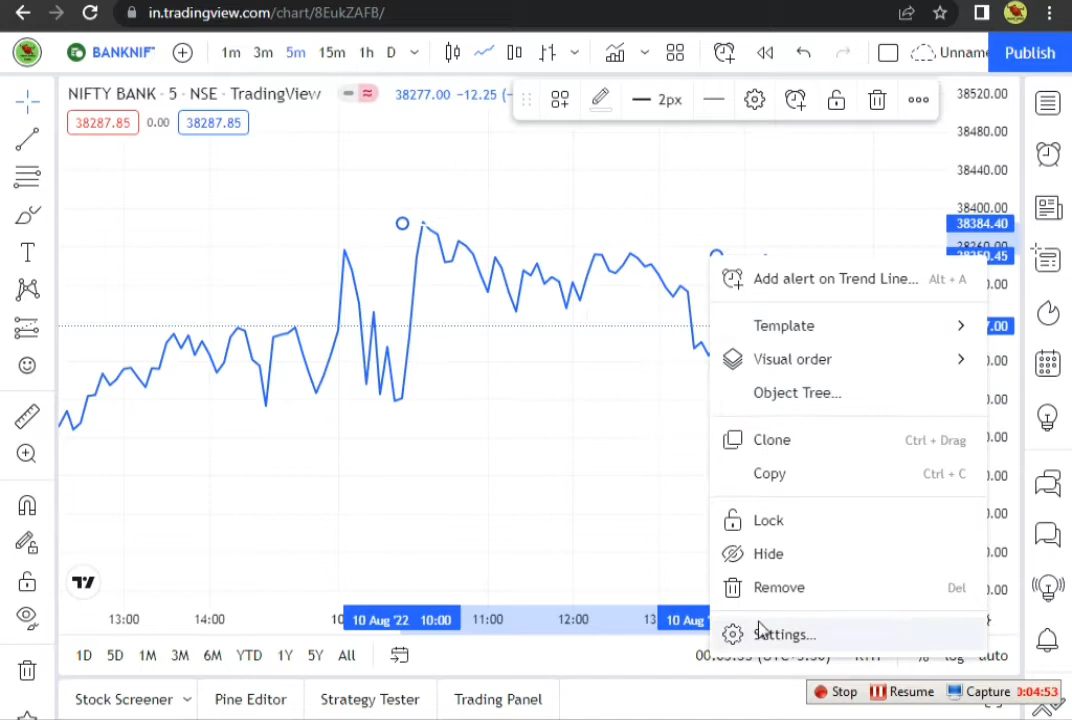 in.tradingview.com/chart/8EukZAFB/
BANKNIF
1m 3m 5m 15m 1h D
Unname
Publish
NIFTY BANK · 5 · NSE · TradingView
38277.00 −12.25
38287.85 0.00 38287.85
2px
38520.00
38480.00
38440.00
38400.00
38384.40
Add alert on Trend Line... Alt + A
Template
7.00
Visual order
Object Tree...
Clone Ctrl + Drag
Copy Ctrl + C
Lock
Hide
Remove Del
Settings...
13:00 14:00 10 Aug '22 10:00 11:00 12:00 10 Aug
1D 5D 1M 3M 6M YTD 1Y 5Y All
log auto
Stock Screener Pine Editor Strategy Tester Trading Panel
Stop Resume Capture 0:04:53